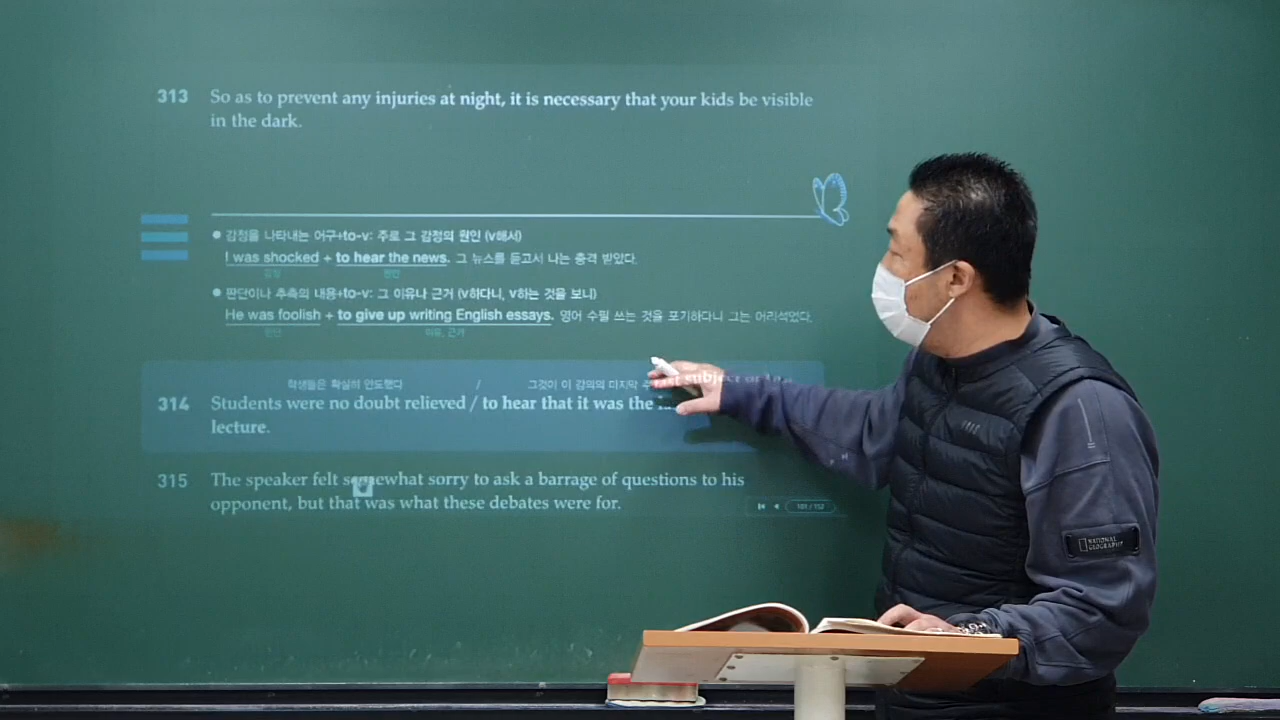 313 So as to prevent any injuries at night, it is necessary that your kids be visible
in the dark.
● 감정을 나타내는 어구+to-v: 주로 그 감정의 원인 (v해서)
I was shocked + to hear the news. 그 뉴스를 듣고서 나는 충격 받았다.
감정 원인
● 판단이나 추측의 내용+to-v: 그 이유나 근거 (v하다니, v하는 것을 보니)
He was foolish + to give up writing English essays. 영어 수필 쓰는 것을 포기하다니 그는 어리석었다.
판단 이유, 근거
학생들은 확실히 안도했다 / 그것이 이 강의의 마지막
314 Students were no doubt relieved / to hear that it was the
subject of
lecture.
315 The speaker felt somewhat sorry to ask a barrage of questions to his
opponent, but that was what these debates were for.
NATIONAL
GEOGRAPHIC